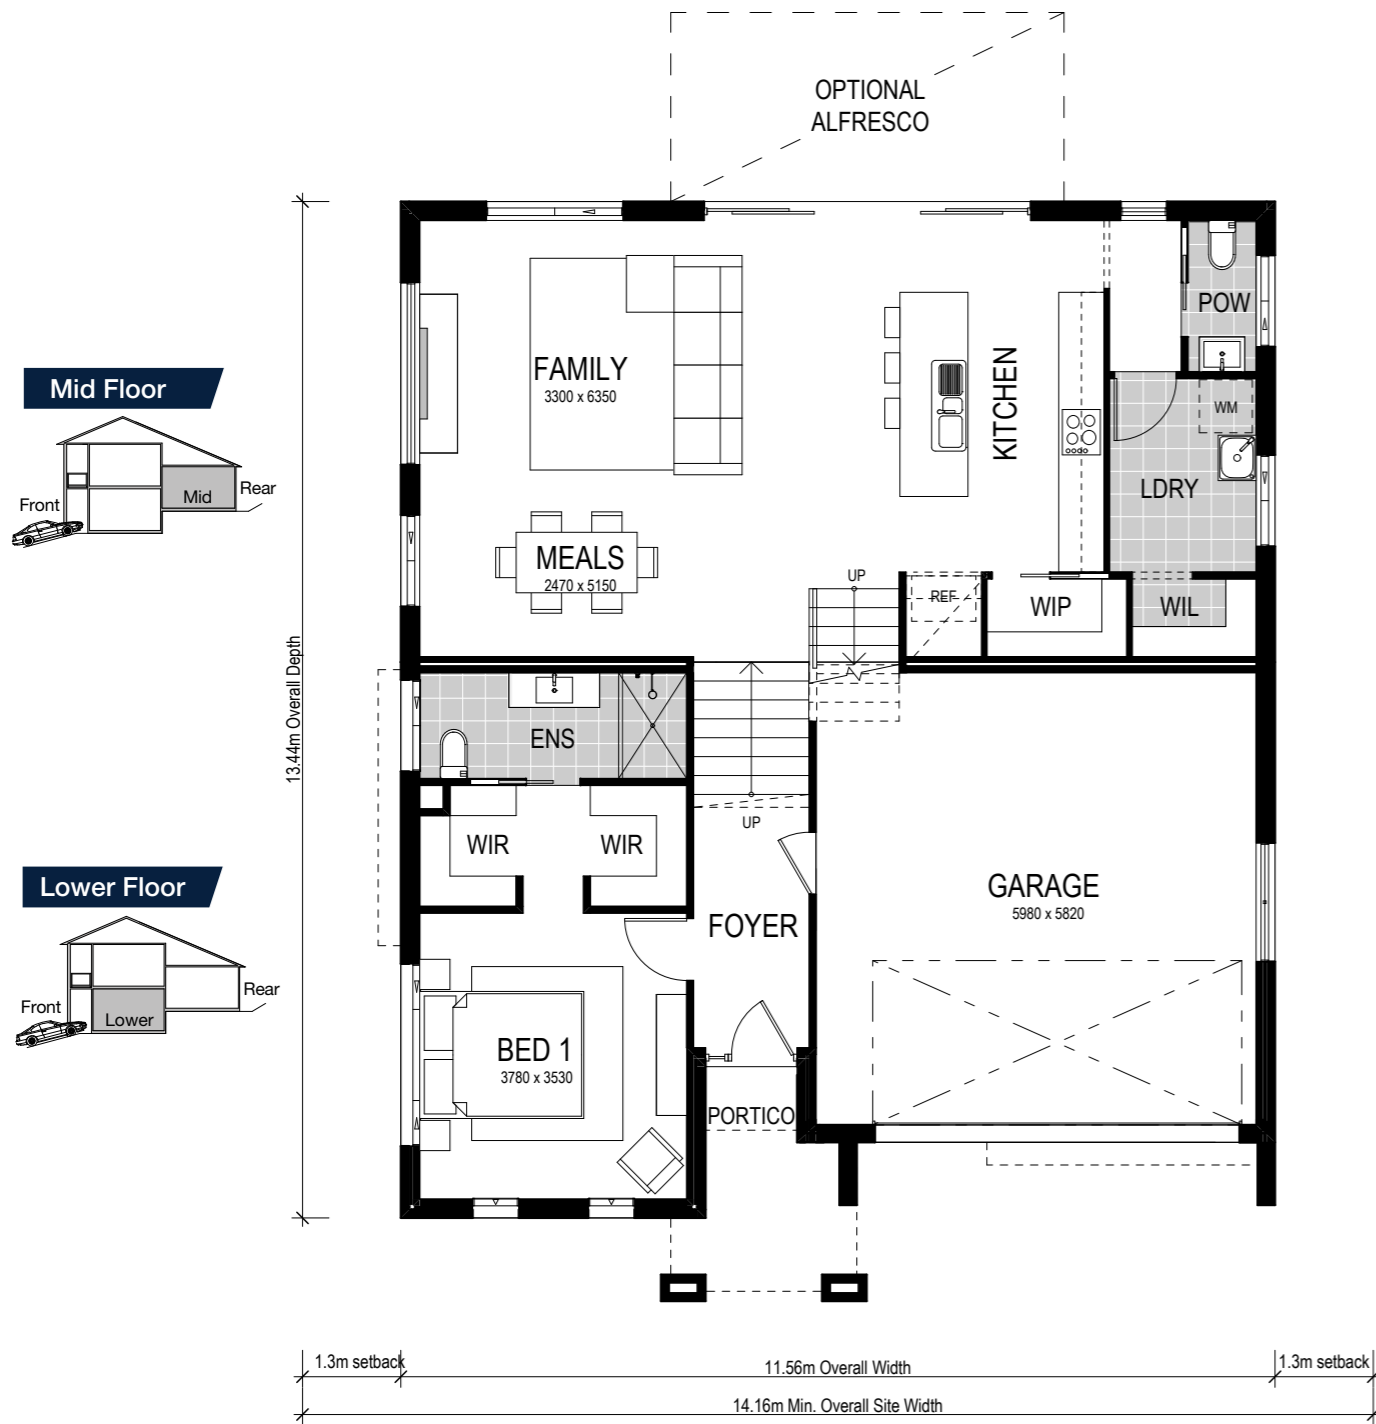 OPTIONAL
ALFRESCO
POW
FAMILY
3300 x 6350
KITCHEN
Mid Floor
WM
Mid
Rear
Front
LDRY
MEALS
2470 x 5150
UP
REF
WIP
WIL
13.44m Overall Depth
ENS
UP
WIR
WIR
Lower Floor
GARAGE
5980 x 5820
FOYER
Rear
Front
Lower
BED 1
3780 x 3530
PORTICO
1.3m setback
11.56m Overall Width
1.3m setback
14.16m Min. Overall Site Width